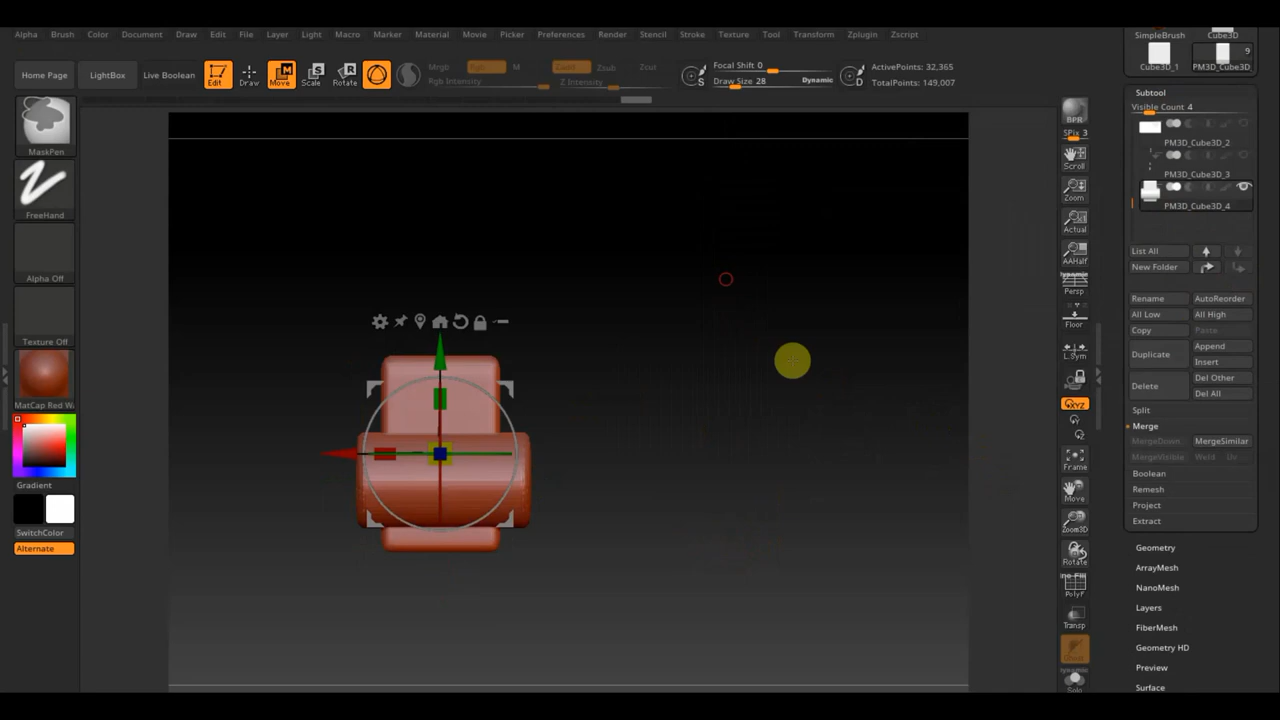 Alpha Brush Color Document Draw Edit File Layer Light Macro Marker Material Movie Picker Preferences Render Stencil Stroke Texture Tool Transform Zplugin Zscript
SimpleBrush Cube3D
Home Page LightBox Live Boolean Edit Draw Move Scale Rotate
Mrgb Rgb M Zadd Zsub Zcut
Rgb Intensity Z Intensity
S Focal Shift 0
Draw Size 28 Dynamic
D ActivePoints: 32,365
TotalPoints: 149,007
9
Cube3D_1 PM3D_Cube3D
MaskPen
FreeHand
Alpha Off
Texture Off
MatCap Red Wa
Gradient
SwitchColor
Alternate
BPR
SPix 3
Scroll
Zoom
Actual
AAHalf
Dynamic
Persp
Floor
L.Sym
XYZ
Y
Z
Frame
Move
Zoom3D
Rotate
PolyF
Transp
Ghost
Dynamic
Solo
Subtool
Visible Count 4
PM3D_Cube3D_2
PM3D_Cube3D_3
PM3D_Cube3D_4
List All
New Folder
Rename AutoReorder
All Low All High
Copy Paste
Duplicate Append
Insert
Delete Del Other
Del All
Split
Merge
MergeDown MergeSimilar
MergeVisible Weld Uv
Boolean
Remesh
Project
Extract
Geometry
ArrayMesh
NanoMesh
Layers
FiberMesh
Geometry HD
Preview
Surface